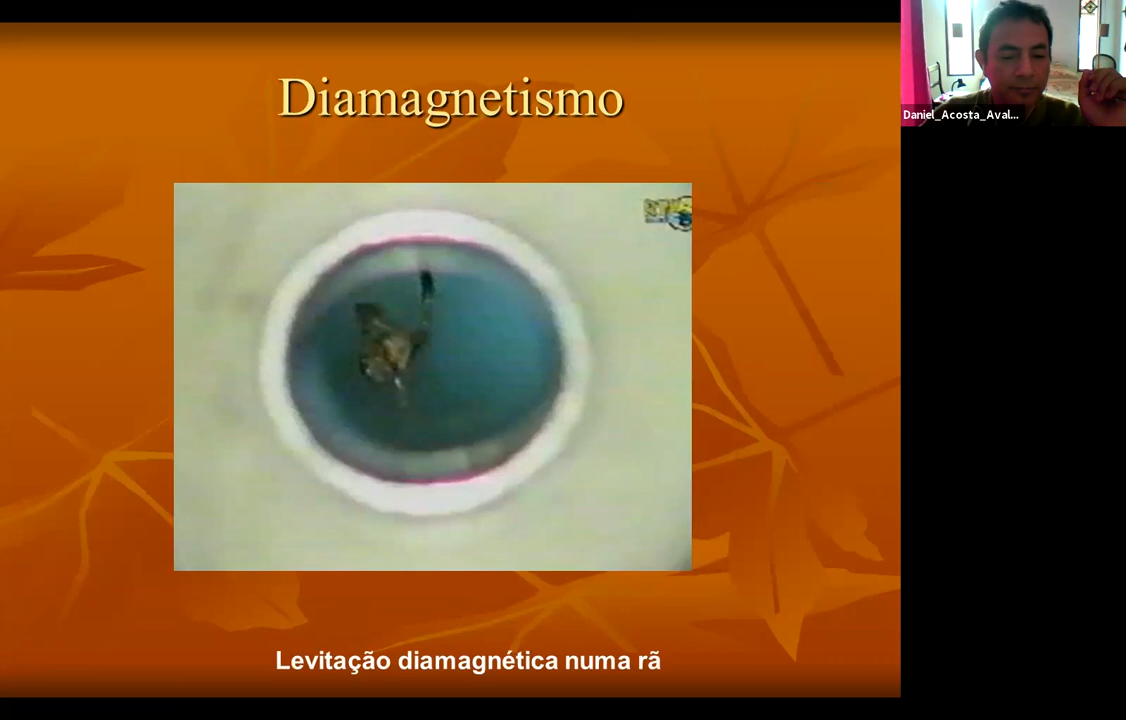 Diamagnetismo
Daniel_Acosta_Aval...
Levitação diamagnética numa rã